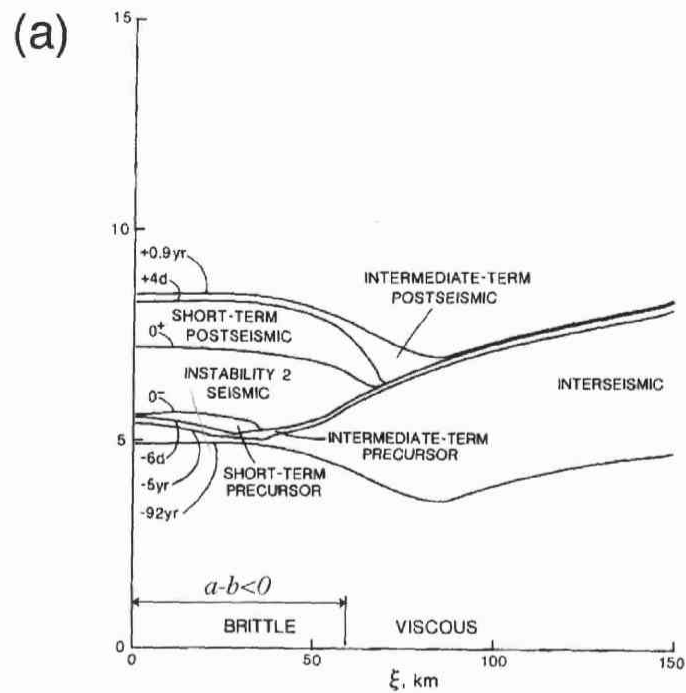 (a)
15
10
+0.9yr
+4d
INTERMEDIATE-TERM
POSTSEISMIC
SHORT-TERM
POSTSEISMIC
0+
INSTABILITY 2
SEISMIC
INTERSEISMIC
0-
5
INTERMEDIATE-TERM
PRECURSOR
-6d
SHORT-TERM
PRECURSOR
-5yr
-92yr
a-b<0
BRITTLE
VISCOUS
0
0
50
100
150
ξ, km